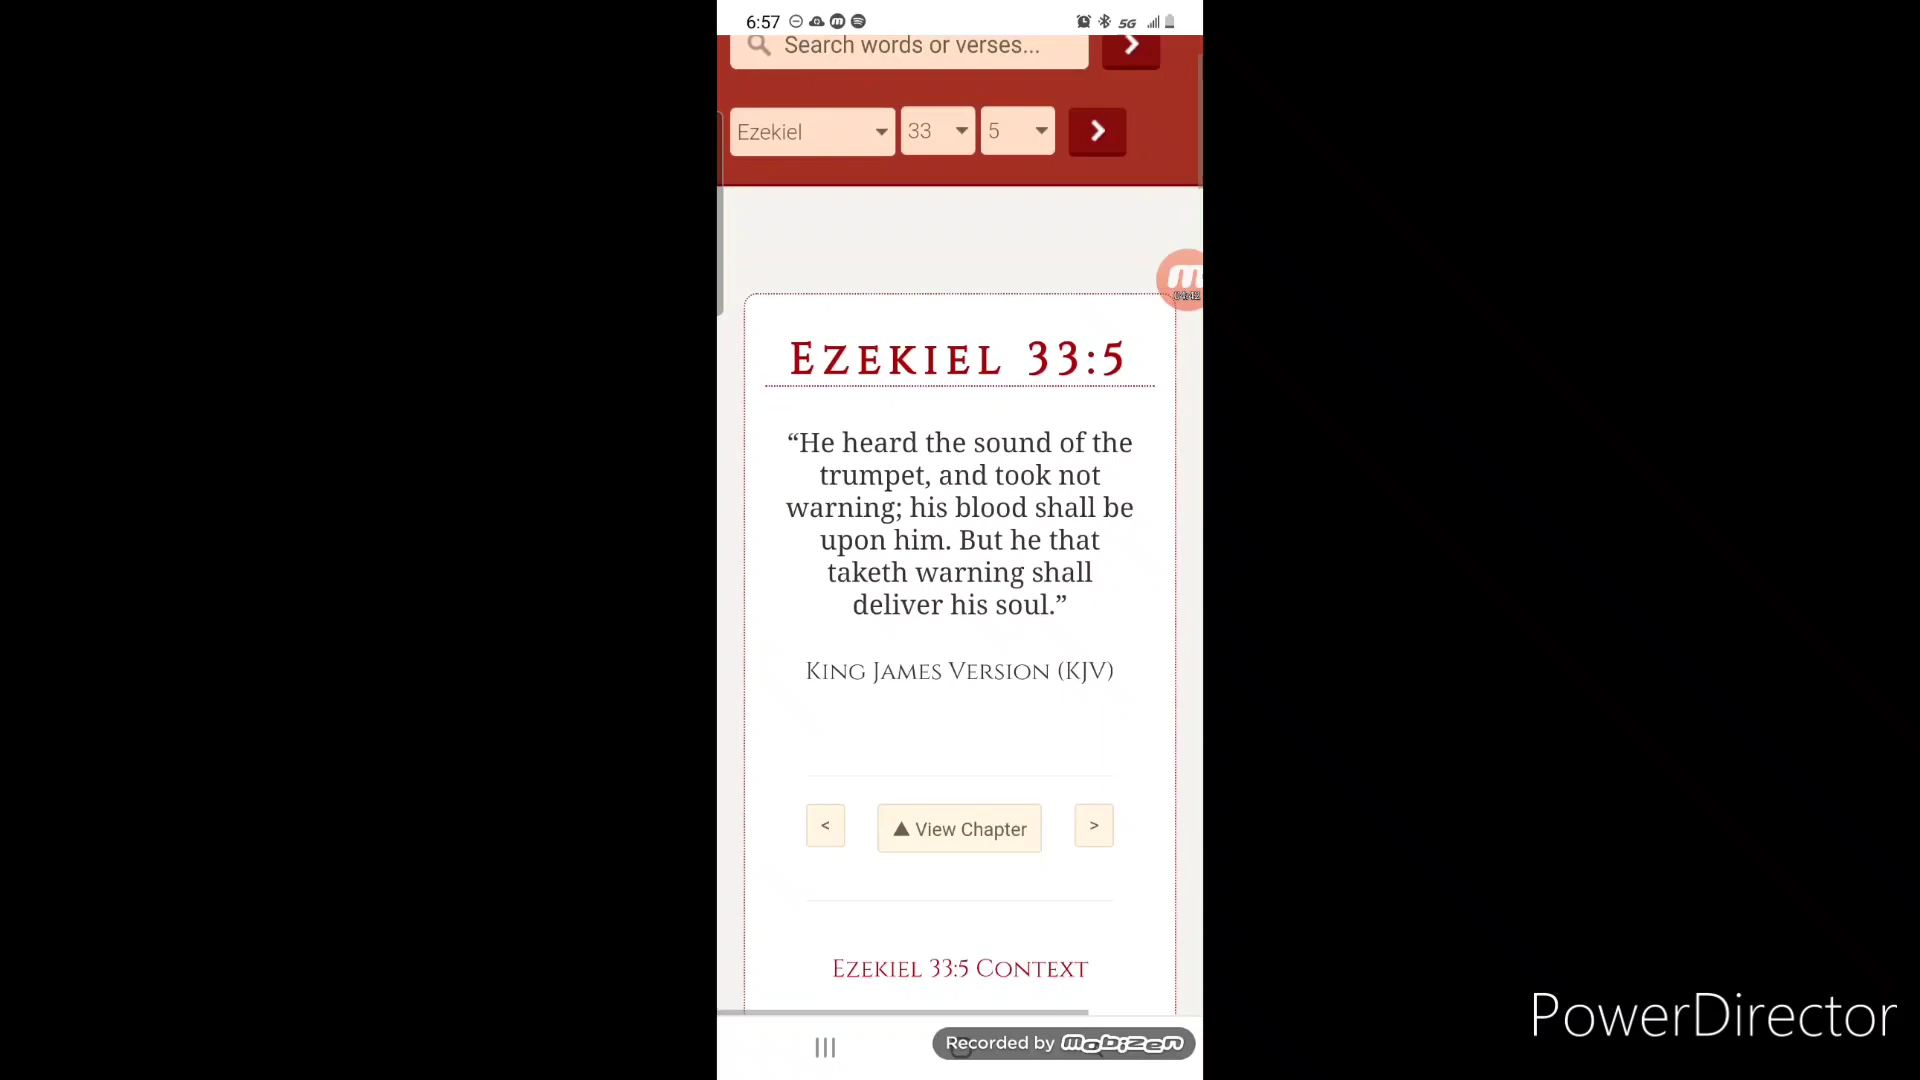 6:57 5G
Search words or verses...
Ezekiel 33 5
04:42
EZEKIEL 33:5
“He heard the sound of the
trumpet, and took not
warning; his blood shall be
upon him. But he that
taketh warning shall
deliver his soul.”
KING JAMES VERSION (KJV)
< ▲ View Chapter >
EZEKIEL 33:5 CONTEXT
Recorded by mobizen
PowerDirector